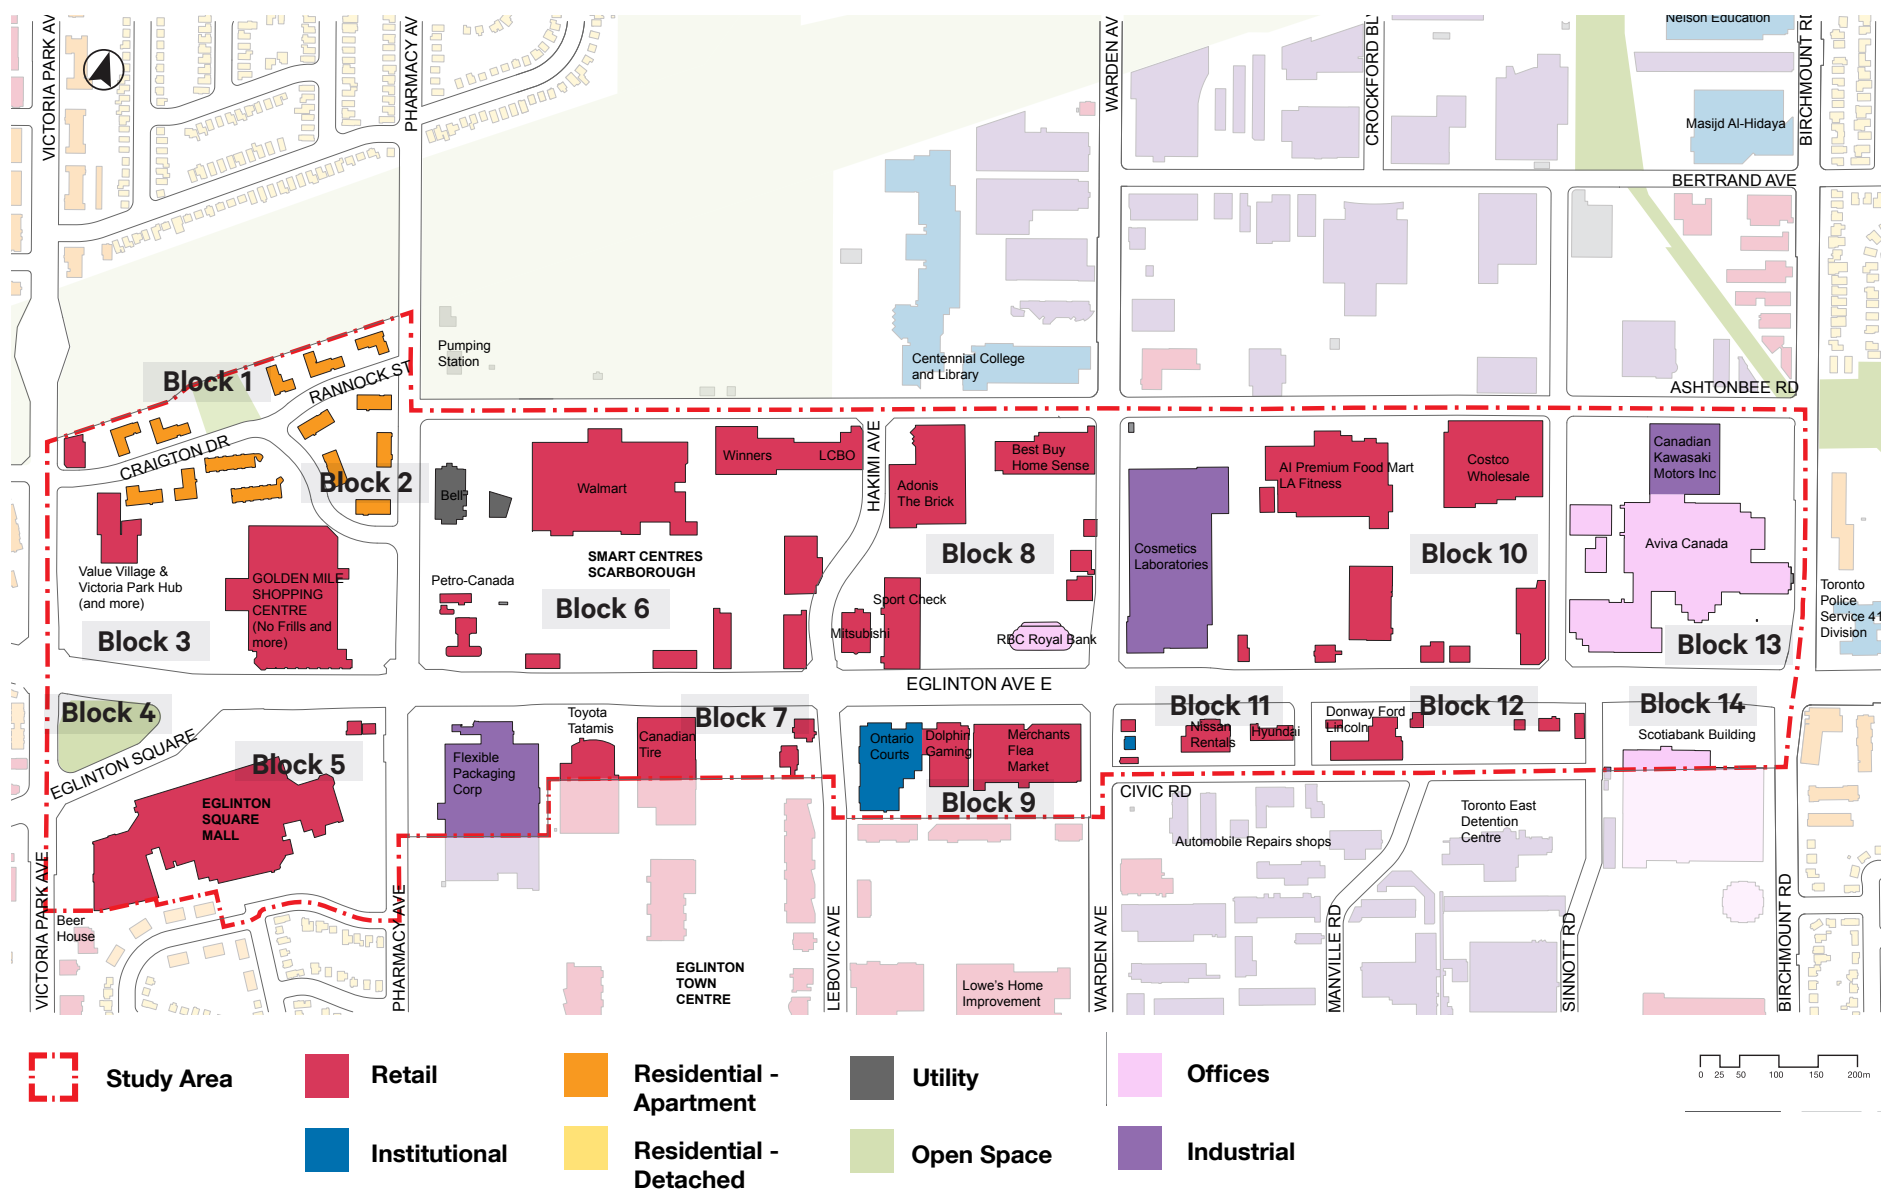 VICTORIA PARK AV
PHARMACY AV
WARDEN AV
CROCKFORD BL
Nelson Education
BIRCHMOUNT RD
Masijd Al-Hidaya
BERTRAND AVE
Pumping
Station
Centennial College
and Library
ASHTONBEE RD
Block 1
RANNOCK ST
CRAIGTON DR
Block 2
Bell
Walmart
Winners
LCBO
HAKIMI AVE
Adonis
The Brick
Best Buy
Home Sense
Al Premium Food Mart
LA Fitness
Costco
Wholesale
Canadian
Kawasaki
Motors Inc
Value Village &
Victoria Park Hub
(and more)
GOLDEN MILE
SHOPPING
CENTRE
(No Frills and
more)
Block 3
SMART CENTRES
SCARBOROUGH
Petro-Canada
Block 6
Block 8
Sport Check
Mitsubishi
RBC Royal Bank
Cosmetics
Laboratories
Block 10
Aviva Canada
Block 13
Toronto
Police
Service 41
Division
EGLINTON AVE E
Block 4
EGLINTON SQUARE
Block 5
EGLINTON
SQUARE
MALL
Flexible
Packaging
Corp
Toyota
Tatamis
Canadian
Tire
Block 7
Ontario
Courts
Dolphin
Gaming
Merchants
Flea
Market
Block 9
Block 11
Nissan
Rentals
Hyundai
Donway Ford
Lincoln
Block 12
Block 14
Scotiabank Building
CIVIC RD
Automobile Repairs shops
Toronto East
Detention
Centre
VICTORIA PARK AVE
Beer
House
PHARMACY AVE
EGLINTON
TOWN
CENTRE
LEBOVIC AVE
Lowe's Home
Improvement
WARDEN AVE
MANVILLE RD
SINNOTT RD
BIRCHMOUNT RD
Study Area
Retail
Residential -
Apartment
Utility
Offices
Institutional
Residential -
Detached
Open Space
Industrial
0 25 50 100 150 200m